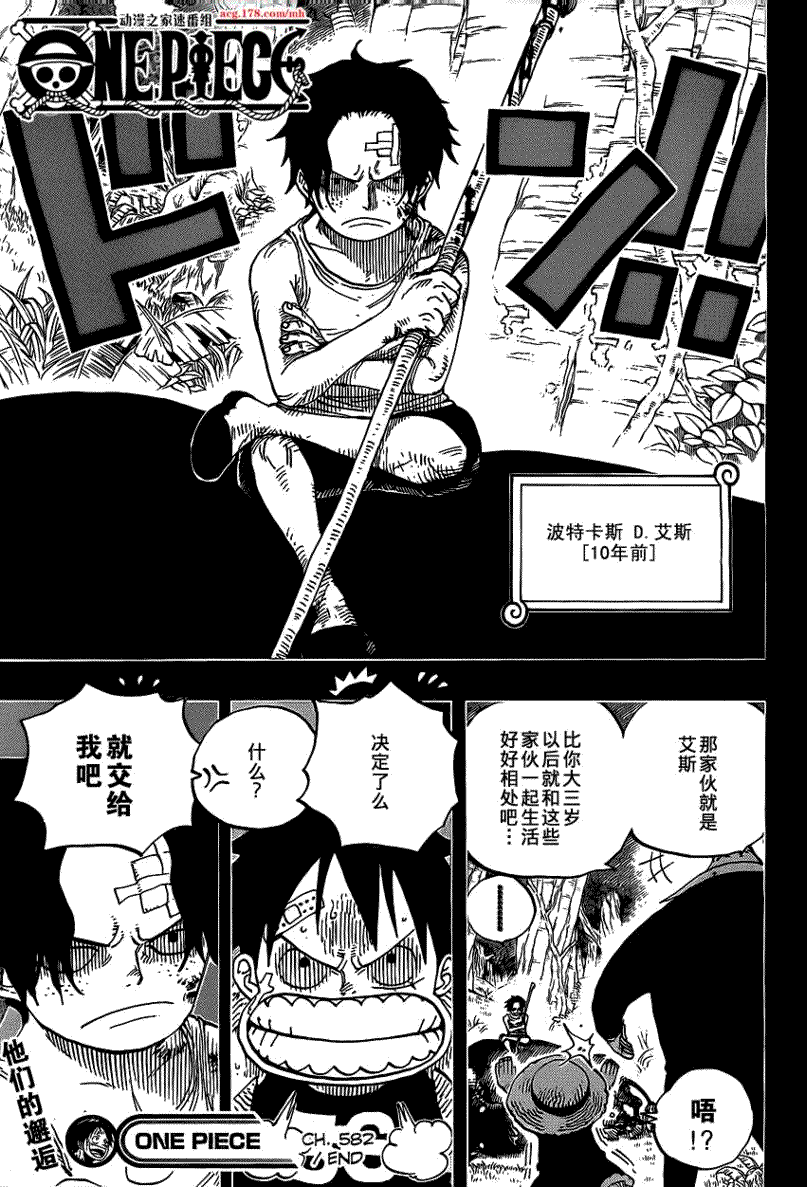 动漫之家速番组
acg.178.com/mh
ONE PIECE
ドーン!!
波特卡斯 D.艾斯
[10年前]
那家伙就是
艾斯
比你大三岁
以后就和这些
家伙一起生活
好好相处吧…
唔
!?
决定了么
什么?
就交给
我吧
他们的邂逅
ONE PIECE
CH. 582
END